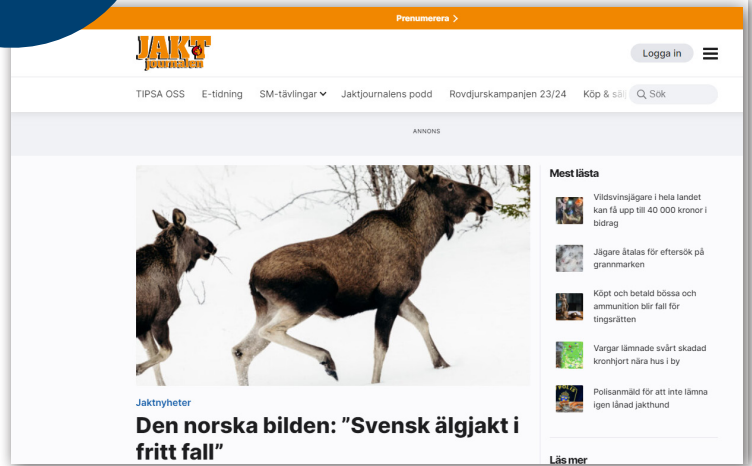 Prenumerera >
JAKT
JOURNALEN
Logga in
TIPSA OSS E-tidning SM-tävlingar Jaktjournalens podd Rovdjurskampanjen 23/24 Köp & sälj Sök
ANNONS
Mest lästa
Vildsvinsjägare i hela landet
kan få upp till 40 000 kronor i
bidrag
Jägare åtalas för eftersök på
grannmarken
Köpt och betald bössa och
ammunition blir fall för
tingsrätten
Vargar lämnade svårt skadad
kronhjort nära hus i by
Polisanmäld för att inte lämna
igen lånad jakthund
Jaktnyheter
Den norska bilden: ”Svensk älgjakt i
fritt fall”
Läs mer